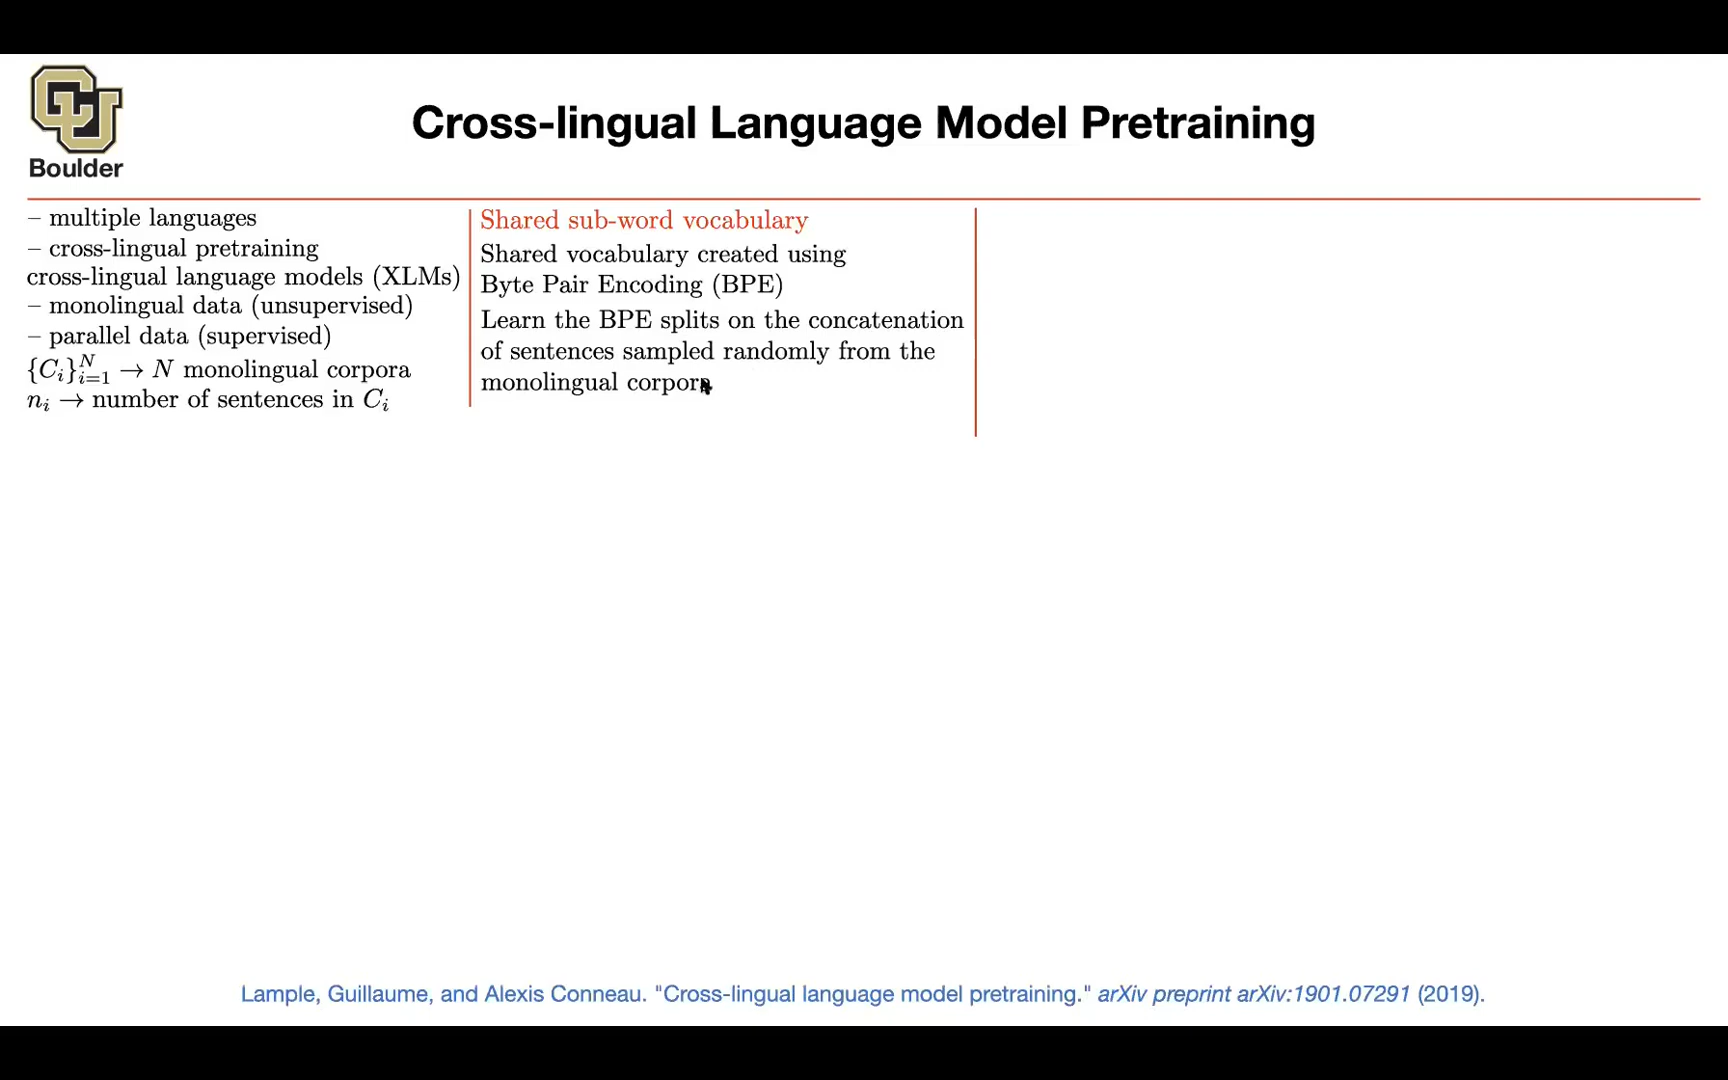 CU
Boulder
Cross-lingual Language Model Pretraining
– multiple languages
– cross-lingual pretraining
cross-lingual language models (XLMs)
– monolingual data (unsupervised)
– parallel data (supervised)
{C_i}_{i=1}^N → N monolingual corpora
n_i → number of sentences in C_i
Shared sub-word vocabulary
Shared vocabulary created using
Byte Pair Encoding (BPE)
Learn the BPE splits on the concatenation
of sentences sampled randomly from the
monolingual corpora
Lample, Guillaume, and Alexis Conneau. "Cross-lingual language model pretraining." arXiv preprint arXiv:1901.07291 (2019).